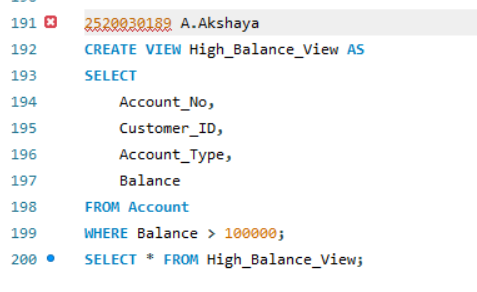 191 2520030189 A.Akshaya
192 CREATE VIEW High_Balance_View AS
193 SELECT
194 Account_No,
195 Customer_ID,
196 Account_Type,
197 Balance
198 FROM Account
199 WHERE Balance > 100000;
200 SELECT * FROM High_Balance_View;